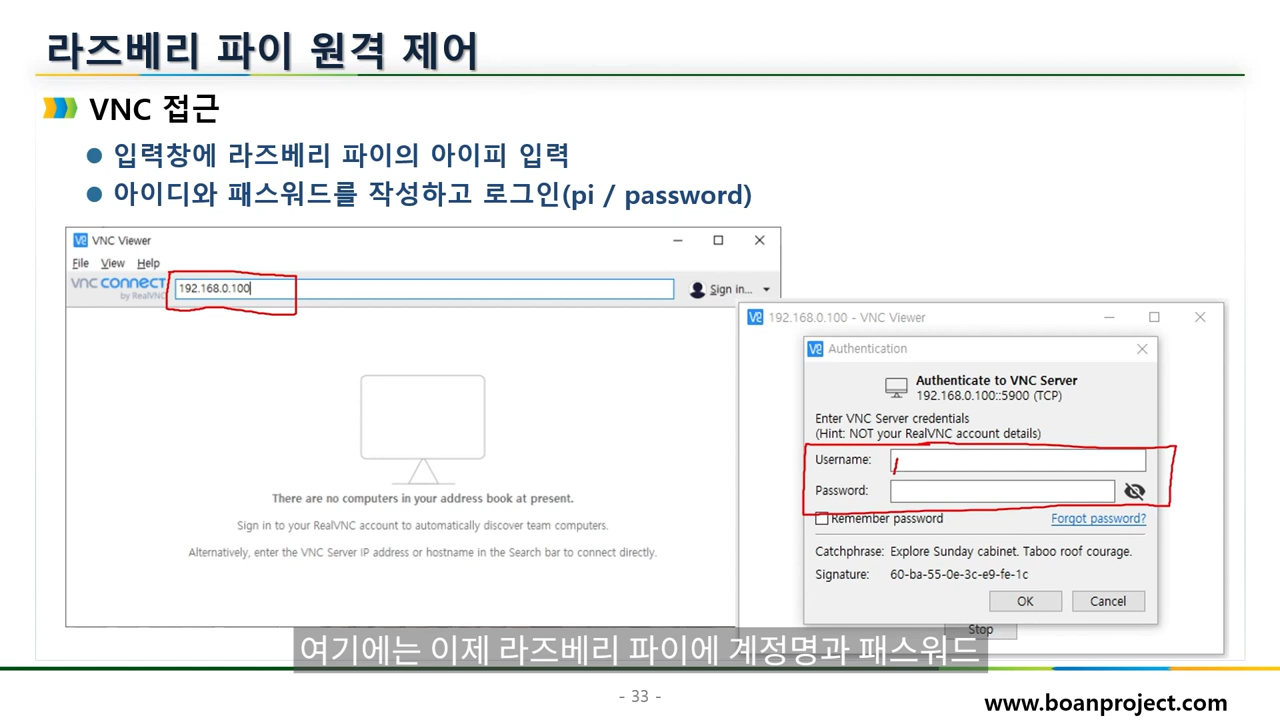 라즈베리 파이 원격 제어
VNC 접근
입력창에 라즈베리 파이의 아이피 입력
아이디와 패스워드를 작성하고 로그인(pi / password)
VNC Viewer
File View Help
vnc connect
by RealVNC
192.168.0.100
Sign in...
There are no computers in your address book at present.
Sign in to your RealVNC account to automatically discover team computers.
Alternatively, enter the VNC Server IP address or hostname in the Search bar to connect directly.
192.168.0.100 - VNC Viewer
Authentication
Authenticate to VNC Server
192.168.0.100::5900 (TCP)
Enter VNC Server credentials
(Hint: NOT your RealVNC account details)
Username:
Password:
Remember password
Forgot password?
Catchphrase: Explore Sunday cabinet. Taboo roof courage.
Signature: 60-ba-55-0e-3c-e9-fe-1c
OK Cancel
Stop
여기에는 이제 라즈베리 파이에 계정명과 패스워드
- 33 -
www.boanproject.com